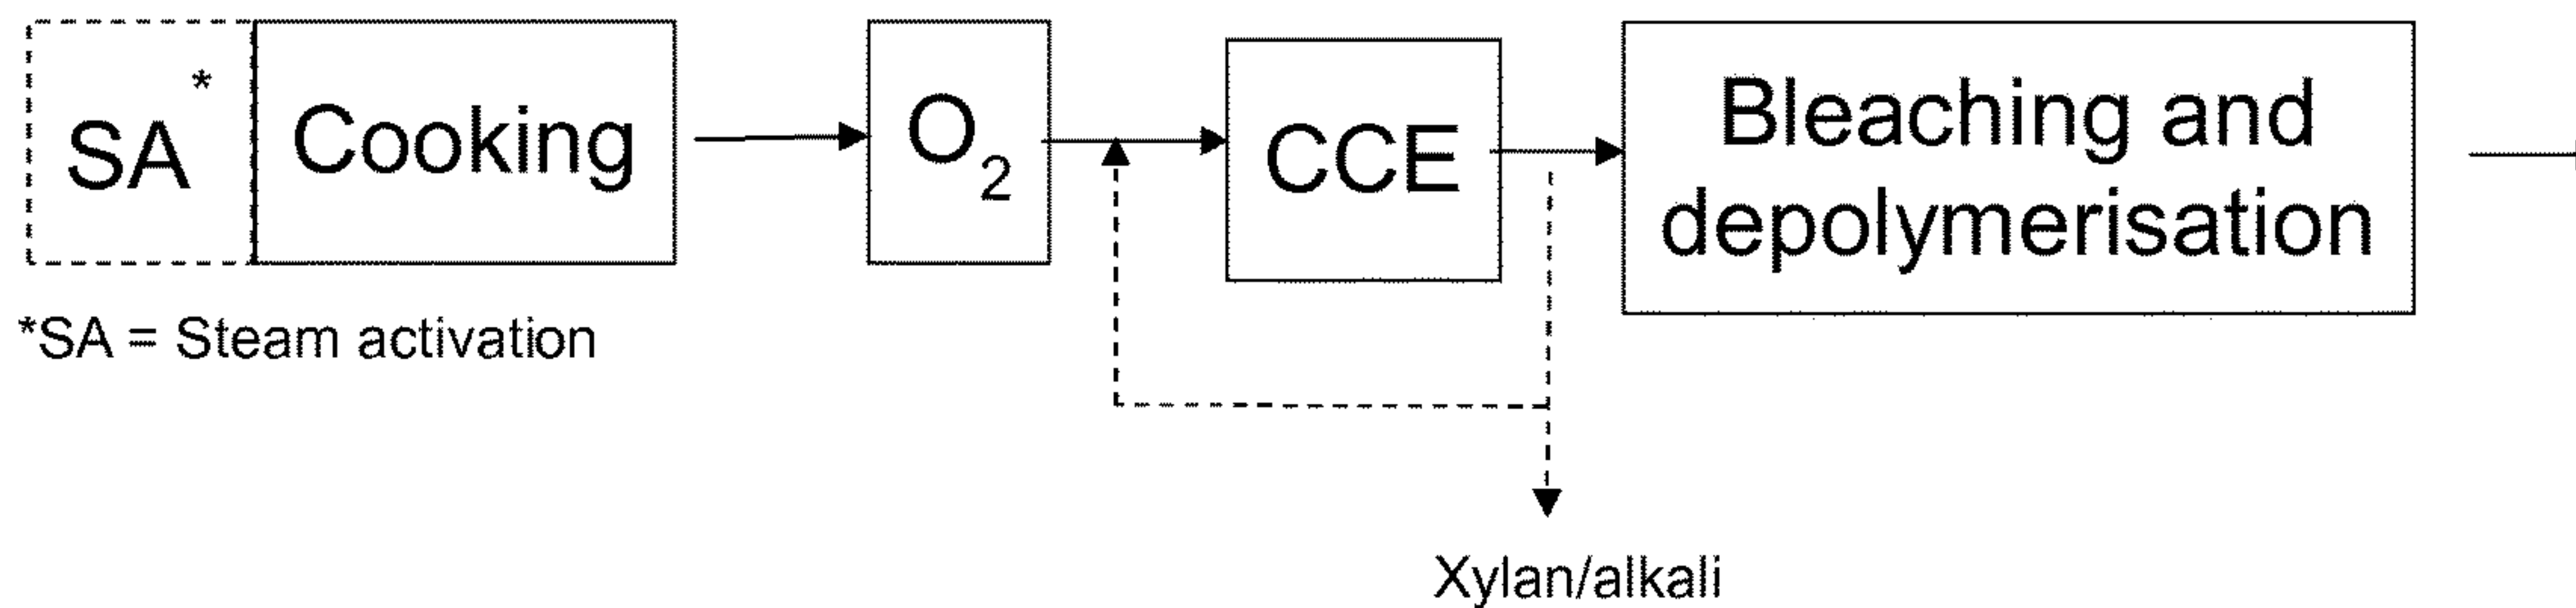 SA*
Cooking
O₂
CCE
Bleaching and
depolymerisation
*SA = Steam activation
Xylan/alkali